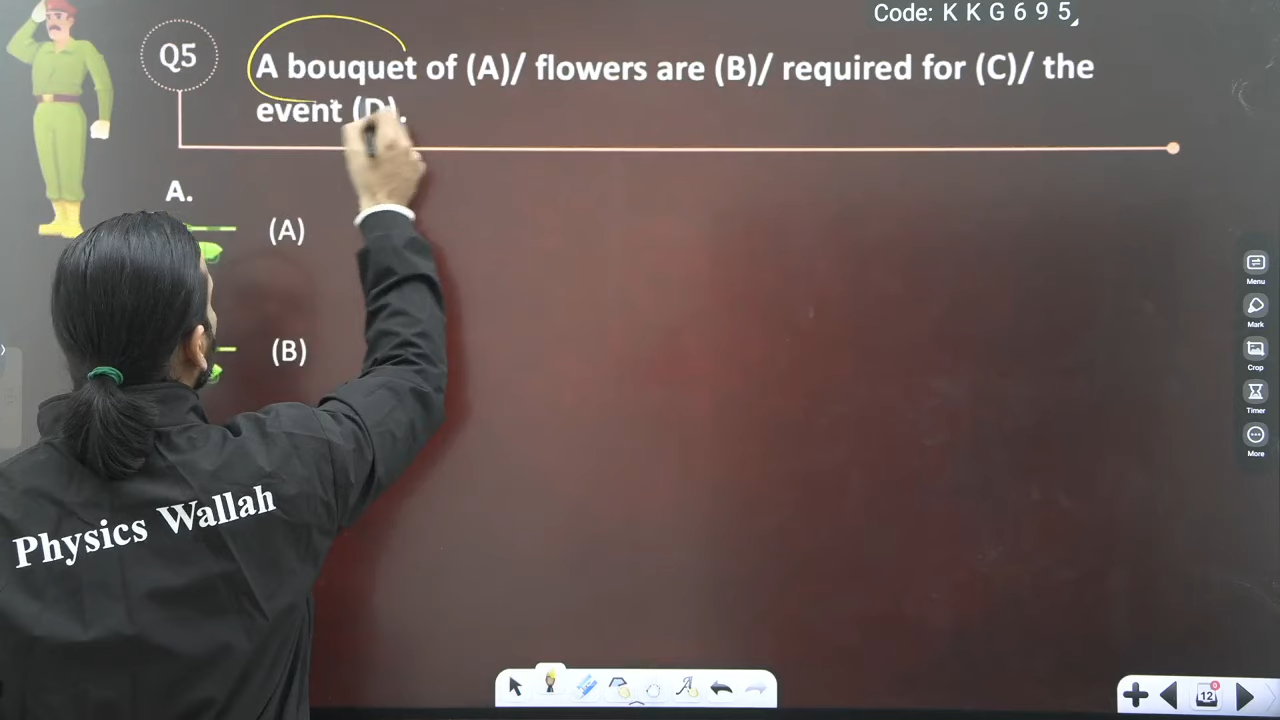 Code: K K G 6 9 5
Q5
A bouquet of (A)/ flowers are (B)/ required for (C)/ the
event (D).
A.
(A)
(B)
Physics Wallah
Menu
Mark
Crop
Timer
More
12